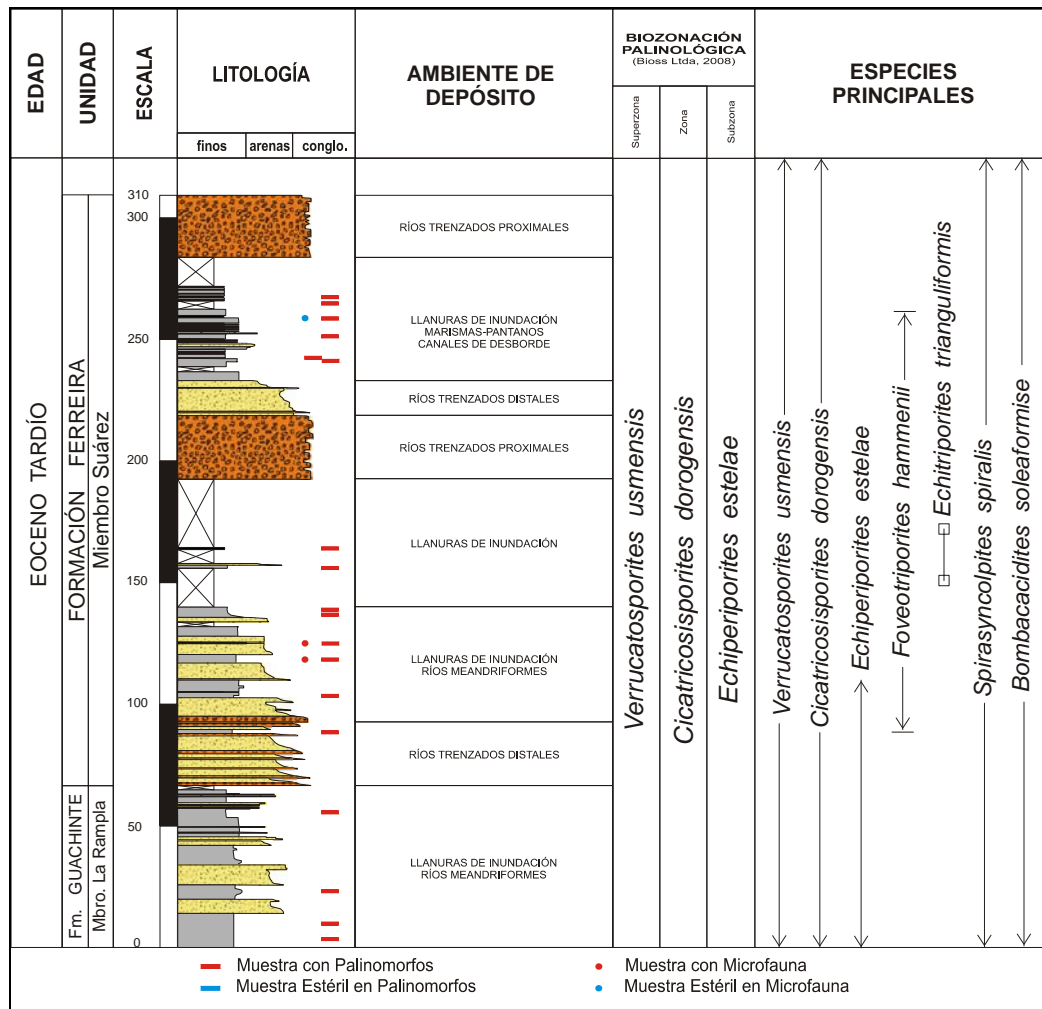 EDAD
UNIDAD
ESCALA
LITOLOGÍA
finos
arenas
conglo.
AMBIENTE DE
DEPÓSITO
BIOZONACIÓN
PALINOLÓGICA
(Bioss Ltda, 2008)
Superzona
Zona
Subzona
ESPECIES
PRINCIPALES
EOCENO TARDÍO
FORMACIÓN FERREIRA
Miembro Suárez
Fm. GUACHINTE
Mbro. La Rampla
310
300
250
200
150
100
50
0
RÍOS TRENZADOS PROXIMALES
LLANURAS DE INUNDACIÓN
MARISMAS-PANTANOS
CANALES DE DESBORDE
RÍOS TRENZADOS DISTALES
RÍOS TRENZADOS PROXIMALES
LLANURAS DE INUNDACIÓN
LLANURAS DE INUNDACIÓN
RÍOS MEANDRIFORMES
RÍOS TRENZADOS DISTALES
LLANURAS DE INUNDACIÓN
RÍOS MEANDRIFORMES
Verrucatosporites usmensis
Cicatricosisporites dorogensis
Echiperiporites estelae
Verrucatosporites usmensis
Cicatricosisporites dorogensis
Echiperiporites estelae
Foveotriporites hammenii
Echitriporites trianguliformis
Spirasyncolpites spiralis
Bombacacidites soleaformise
Muestra con Palinomorfos
Muestra Estéril en Palinomorfos
Muestra con Microfauna
Muestra Estéril en Microfauna